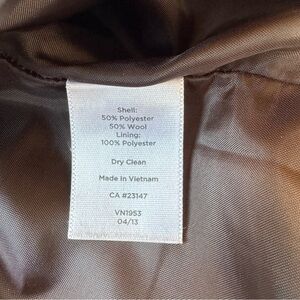 Shell:
50% Polyester
50% Wool
Lining:
100% Polyester
Dry Clean
Made in Vietnam
CA #23147
VN1953
04/13